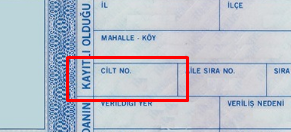 İL
İLÇE
MAHALLE - KÖY
CİLT NO.
İLE SIRA NO.
SIRA
VERİLDİĞİ YER
VERİLİŞ NEDENİ
KAYITLI OLDUĞU
DANIN